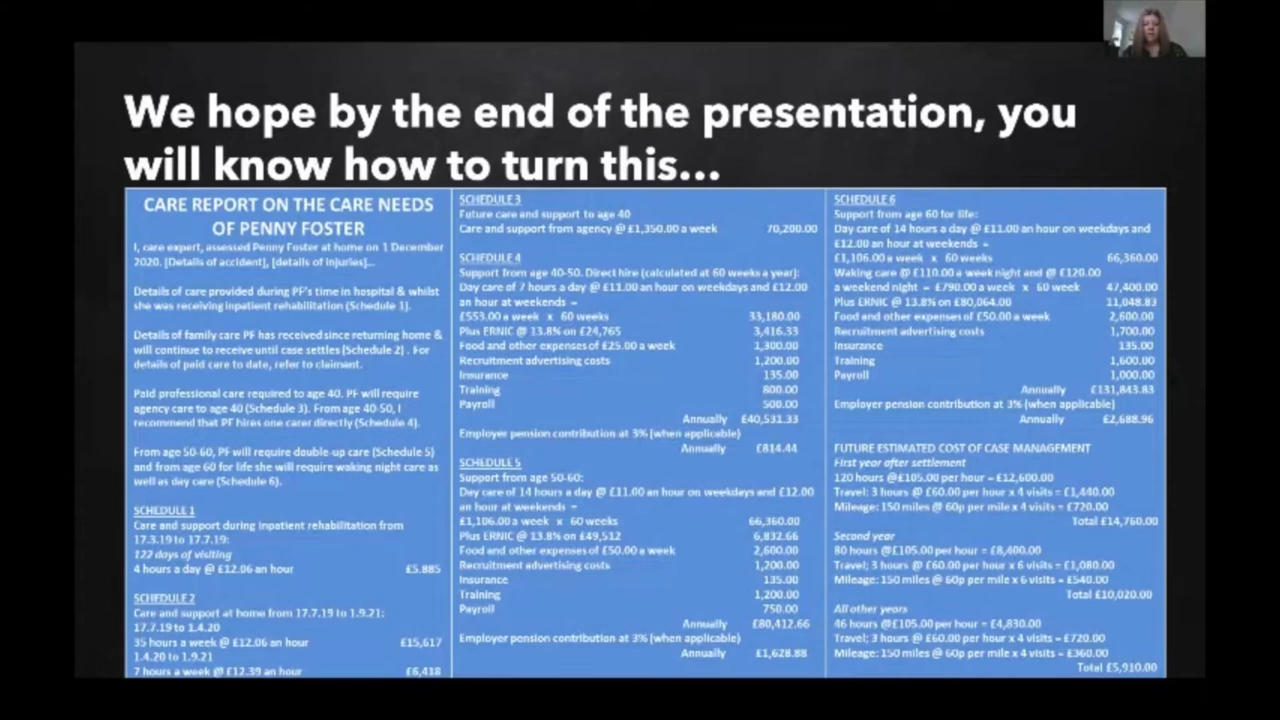 We hope by the end of the presentation, you
will know how to turn this...
CARE REPORT ON THE CARE NEEDS
OF PENNY FOSTER
I, care expert, assessed Penny Foster at home on 1 December
2020. [Details of accident], [details of injuries]...
Details of care provided during PF's time in hospital & whilst
she was receiving inpatient rehabilitation (Schedule 1).
Details of family care PF has received since returning home &
will continue to receive until case settles (Schedule 2) . For
details of paid care to date, refer to claimant.
Paid professional care required to age 40. PF will require
agency care to age 40 (Schedule 3). From age 40-50, I
recommend that PF hires one carer directly (Schedule 4).
From age 50-60, PF will require double-up care (Schedule 5)
and from age 60 for life she will require waking night care as
well as day care (Schedule 6).
SCHEDULE 1
Care and support during inpatient rehabilitation from
17.3.19 to 17.7.19:
122 days of visiting
4 hours a day @ £12.06 an hour £5.885
SCHEDULE 2
Care and support at home from 17.7.19 to 1.9.21:
17.7.19 to 1.4.20
35 hours a week @ £12.06 an hour £15,617
1.4.20 to 1.9.21
7 hours a week @ £12.39 an hour £6,418
SCHEDULE 3
Future care and support to age 40
Care and support from agency @ £1,350.00 a week 70,200.00
SCHEDULE 4
Support from age 40-50. Direct hire (calculated at 60 weeks a year):
Day care of 7 hours a day @ £11.00 an hour on weekdays and £12.00
an hour at weekends =
£553.00 a week x 60 weeks 33,180.00
Plus ERNIC @ 13.8% on £24,765 3,416.33
Food and other expenses of £25.00 a week 1,300.00
Recruitment advertising costs 1,200.00
Insurance 135.00
Training 800.00
Payroll 500.00
Annually £40,531.33
Employer pension contribution at 3% (when applicable)
Annually £814.44
SCHEDULE 5
Support from age 50-60:
Day care of 14 hours a day @ £11.00 an hour on weekdays and £12.00
an hour at weekends =
£1,106.00 a week x 60 weeks 66,360.00
Plus ERNIC @ 13.8% on £49,512 6,832.66
Food and other expenses of £50.00 a week 2,600.00
Recruitment advertising costs 1,200.00
Insurance 135.00
Training 1,200.00
Payroll 750.00
Annually £80,412.66
Employer pension contribution at 3% (when applicable)
Annually £1,628.88
SCHEDULE 6
Support from age 60 for life:
Day care of 14 hours a day @ £11.00 an hour on weekdays and
£12.00 an hour at weekends =
£1,106.00 a week x 60 weeks 66,360.00
Waking care @ £110.00 a week night and @ £120.00
a weekend night = £790.00 a week x 60 week 47,400.00
Plus ERNIC @ 13.8% on £80,064.00 11,048.83
Food and other expenses of £50.00 a week 2,600.00
Recruitment advertising costs 1,700.00
Insurance 135.00
Training 1,600.00
Payroll 1,000.00
Annually £131,843.83
Employer pension contribution at 3% (when applicable)
Annually £2,688.96
FUTURE ESTIMATED COST OF CASE MANAGEMENT
First year after settlement
120 hours @£105.00 per hour = £12,600.00
Travel: 3 hours @ £60.00 per hour x 4 visits = £1,440.00
Mileage: 150 miles @ 60p per mile x 4 visits = £720.00
Total £14,760.00
Second year
80 hours @£105.00 per hour = £8,400.00
Travel: 3 hours @ £60.00 per hour x 6 visits = £1,080.00
Mileage: 150 miles @ 60p per mile x 6 visits = £540.00
Total £10,020.00
All other years
46 hours @£105.00 per hour = £4,830.00
Travel; 3 hours @ £60.00 per hour x 4 visits = £720.00
Mileage: 150 miles @ 60p per mile x 4 visits = £360.00
Total £5,910.00